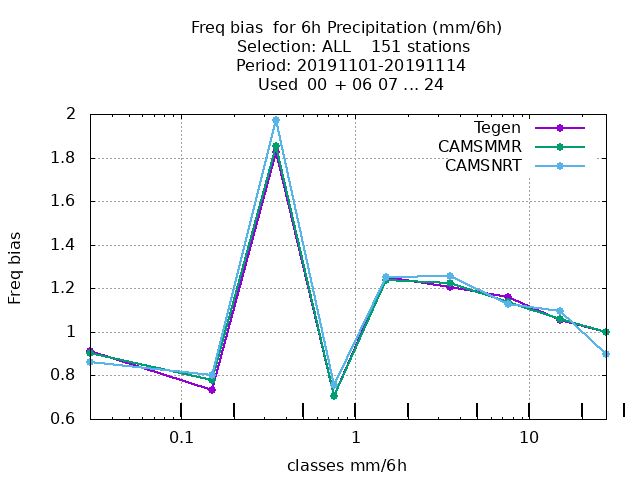 Freq bias  for 6h Precipitation (mm/6h)
Selection: ALL    151 stations
Period: 20191101-20191114
Used  00 + 06 07 ... 24
Tegen
CAMSMMR
CAMSNRT
Freq bias
2
1.8
1.6
1.4
1.2
1
0.8
0.6
0.1 1 10
classes mm/6h